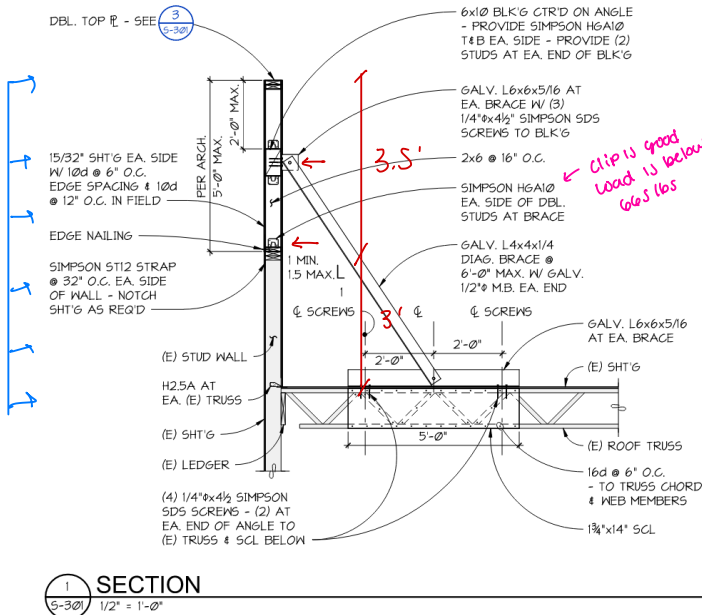 DBL. TOP PL - SEE
3
S-301
6x10 BLK'G CTR'D ON ANGLE
- PROVIDE SIMPSON HGA10
T&B EA. SIDE - PROVIDE (2)
STUDS AT EA. END OF BLK'G
2'-0" MAX.
PER ARCH.
5'-0" MAX.
GALV. L6x6x5/16 AT
EA. BRACE W/ (3)
1/4"φx4½" SIMPSON SDS
SCREWS TO BLK'G
15/32" SHT'G EA. SIDE
W/ 10d @ 6" O.C.
EDGE SPACING & 10d
@ 12" O.C. IN FIELD
3.5'
2x6 @ 16" O.C.
clip is good
load is below
665 lbs
SIMPSON HGA10
EA. SIDE OF DBL.
STUDS AT BRACE
EDGE NAILING
SIMPSON ST12 STRAP
@ 32" O.C. EA. SIDE
OF WALL - NOTCH
SHT'G AS REQ'D
1 MIN.
1.5 MAX.
1
GALV. L4x4x1/4
DIAG. BRACE @
6'-0" MAX. W/ GALV.
1/2"φ M.B. EA. END
℄ SCREWS
3'
℄
℄ SCREWS
2'-0"
2'-0"
GALV. L6x6x5/16
AT EA. BRACE
(E) STUD WALL
(E) SHT'G
H2.5A AT
EA. (E) TRUSS
(E) SHT'G
5'-0"
(E) ROOF TRUSS
(E) LEDGER
16d @ 6" O.C.
- TO TRUSS CHORD
& WEB MEMBERS
(4) 1/4"φx4½ SIMPSON
SDS SCREWS - (2) AT
EA. END OF ANGLE TO
(E) TRUSS & SCL BELOW
1¾"x14" SCL
1
S-301
SECTION
1/2" = 1'-0"